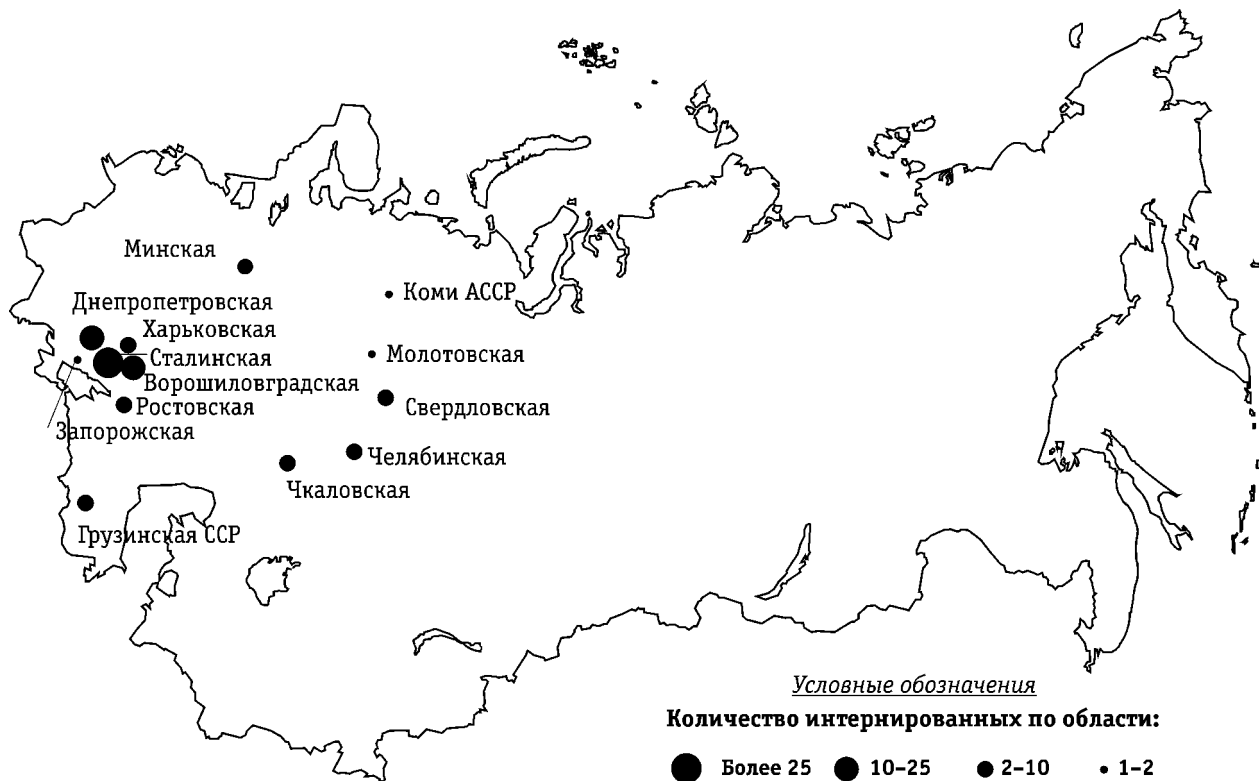 Минская
Коми АССР
Днепропетровская
Харьковская
Сталинская
Молотовская
Ворошиловградская
Ростовская
Свердловская
Запорожская
Челябинская
Чкаловская
Грузинская ССР
Условные обозначения
Количество интернированных по области:
Более 25 10–25 2–10 1–2